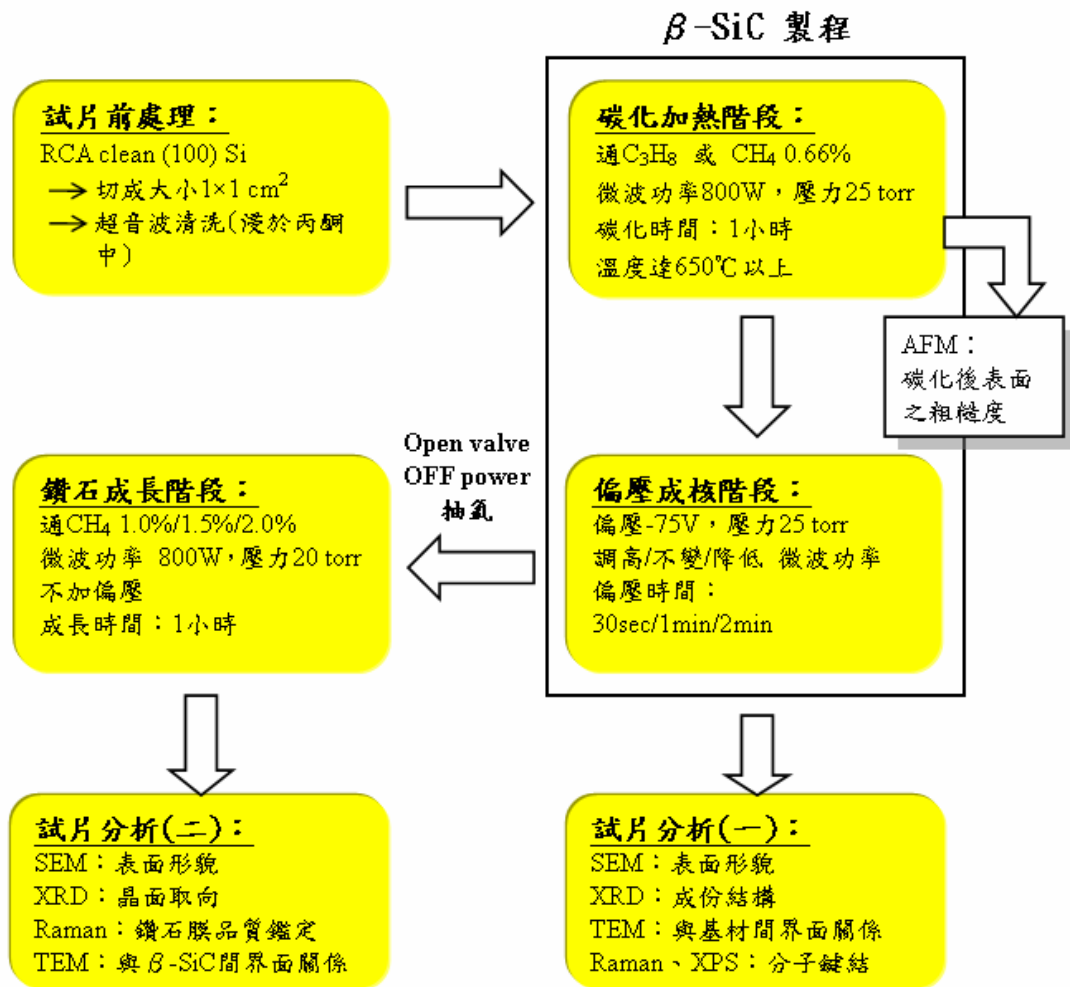 β-SiC 製程
試片前處理：
RCA clean (100) Si
→ 切成大小1×1 cm²
→ 超音波清洗(浸於丙酮
中)
碳化加熱階段：
通C₃H₈ 或 CH₄ 0.66%
微波功率800W，壓力25 torr
碳化時間：1小時
溫度達650℃以上
AFM：
碳化後表面
之粗糙度
偏壓成核階段：
偏壓-75V，壓力25 torr
調高/不變/降低 微波功率
偏壓時間：
30sec/1min/2min
Open valve
OFF power
抽氣
鑽石成長階段：
通CH₄ 1.0%/1.5%/2.0%
微波功率 800W，壓力20 torr
不加偏壓
成長時間：1小時
試片分析(二)：
SEM：表面形貌
XRD：晶面取向
Raman：鑽石膜品質鑑定
TEM：與β-SiC間界面關係
試片分析(一)：
SEM：表面形貌
XRD：成份結構
TEM：與基材間界面關係
Raman、XPS：分子鍵結